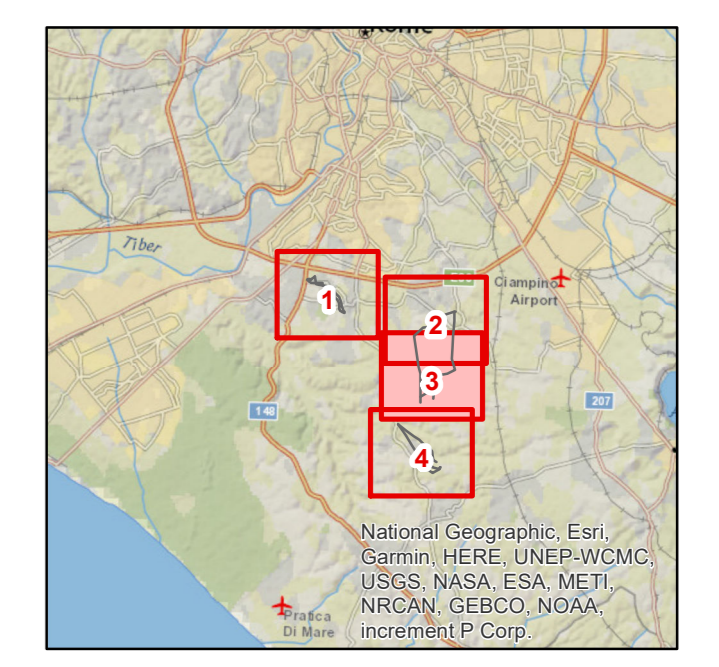 Rome
Tiber
Ciampino
Airport
1
2
3
148
207
4
National Geographic, Esri,
Garmin, HERE, UNEP-WCMC,
USGS, NASA, ESA, METI,
NRCAN, GEBCO, NOAA,
increment P Corp.
Pratica
Di Mare